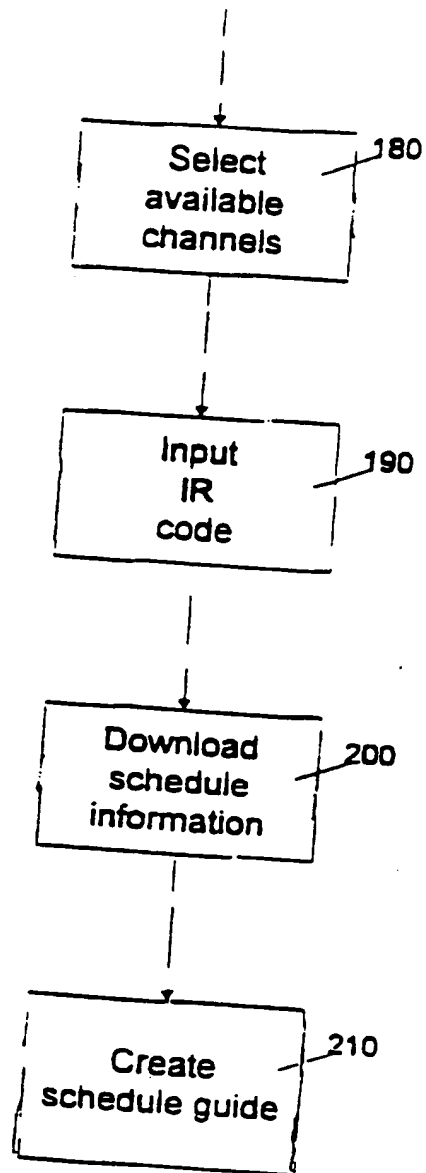 Select
available
channels
180
Input
IR
code
190
Download
schedule
information
200
Create
schedule guide
210